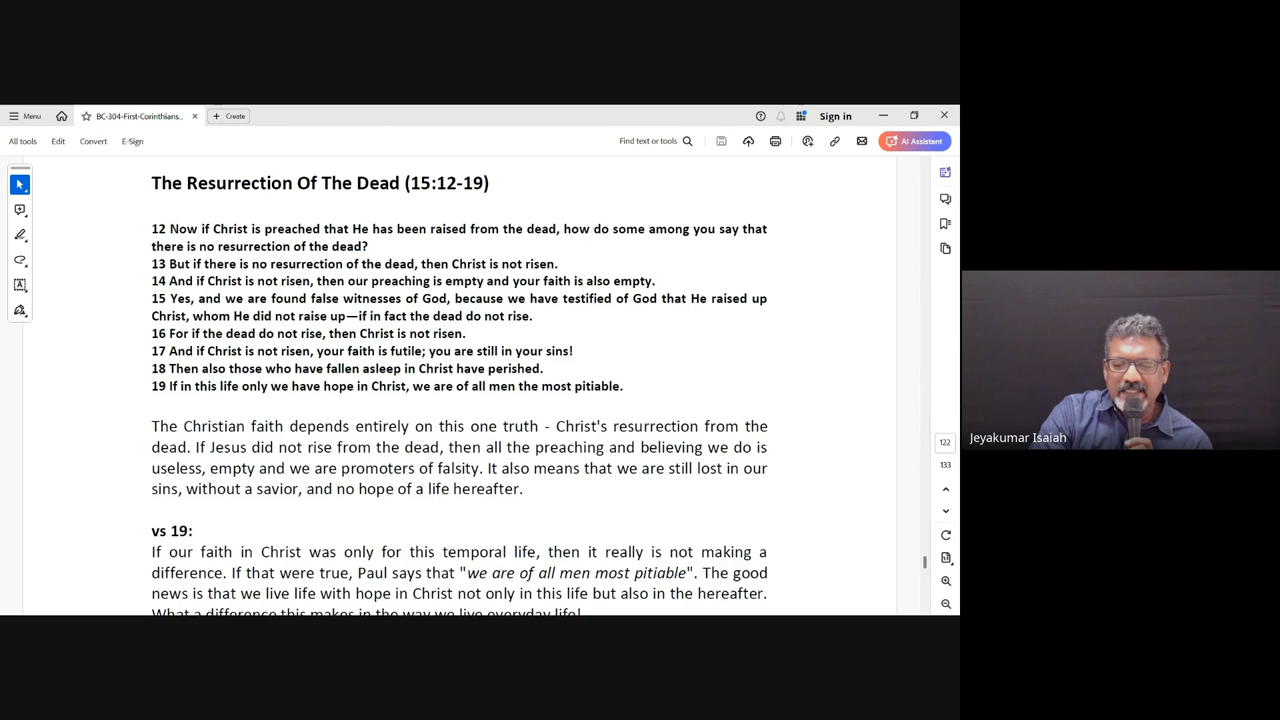 Menu
BC-304-First-Corinthians...
Create
Sign in
All tools
Edit
Convert
E-Sign
Find text or tools
AI Assistant
The Resurrection Of The Dead (15:12-19)
12 Now if Christ is preached that He has been raised from the dead, how do some among you say that
there is no resurrection of the dead?
13 But if there is no resurrection of the dead, then Christ is not risen.
14 And if Christ is not risen, then our preaching is empty and your faith is also empty.
15 Yes, and we are found false witnesses of God, because we have testified of God that He raised up
Christ, whom He did not raise up—if in fact the dead do not rise.
16 For if the dead do not rise, then Christ is not risen.
17 And if Christ is not risen, your faith is futile; you are still in your sins!
18 Then also those who have fallen asleep in Christ have perished.
19 If in this life only we have hope in Christ, we are of all men the most pitiable.
The Christian faith depends entirely on this one truth - Christ's resurrection from the
dead. If Jesus did not rise from the dead, then all the preaching and believing we do is
useless, empty and we are promoters of falsity. It also means that we are still lost in our
sins, without a savior, and no hope of a life hereafter.
vs 19:
If our faith in Christ was only for this temporal life, then it really is not making a
difference. If that were true, Paul says that "we are of all men most pitiable". The good
news is that we live life with hope in Christ not only in this life but also in the hereafter.
What a difference this makes in the way we live everyday life!
122
133
Jeyakumar Isaiah